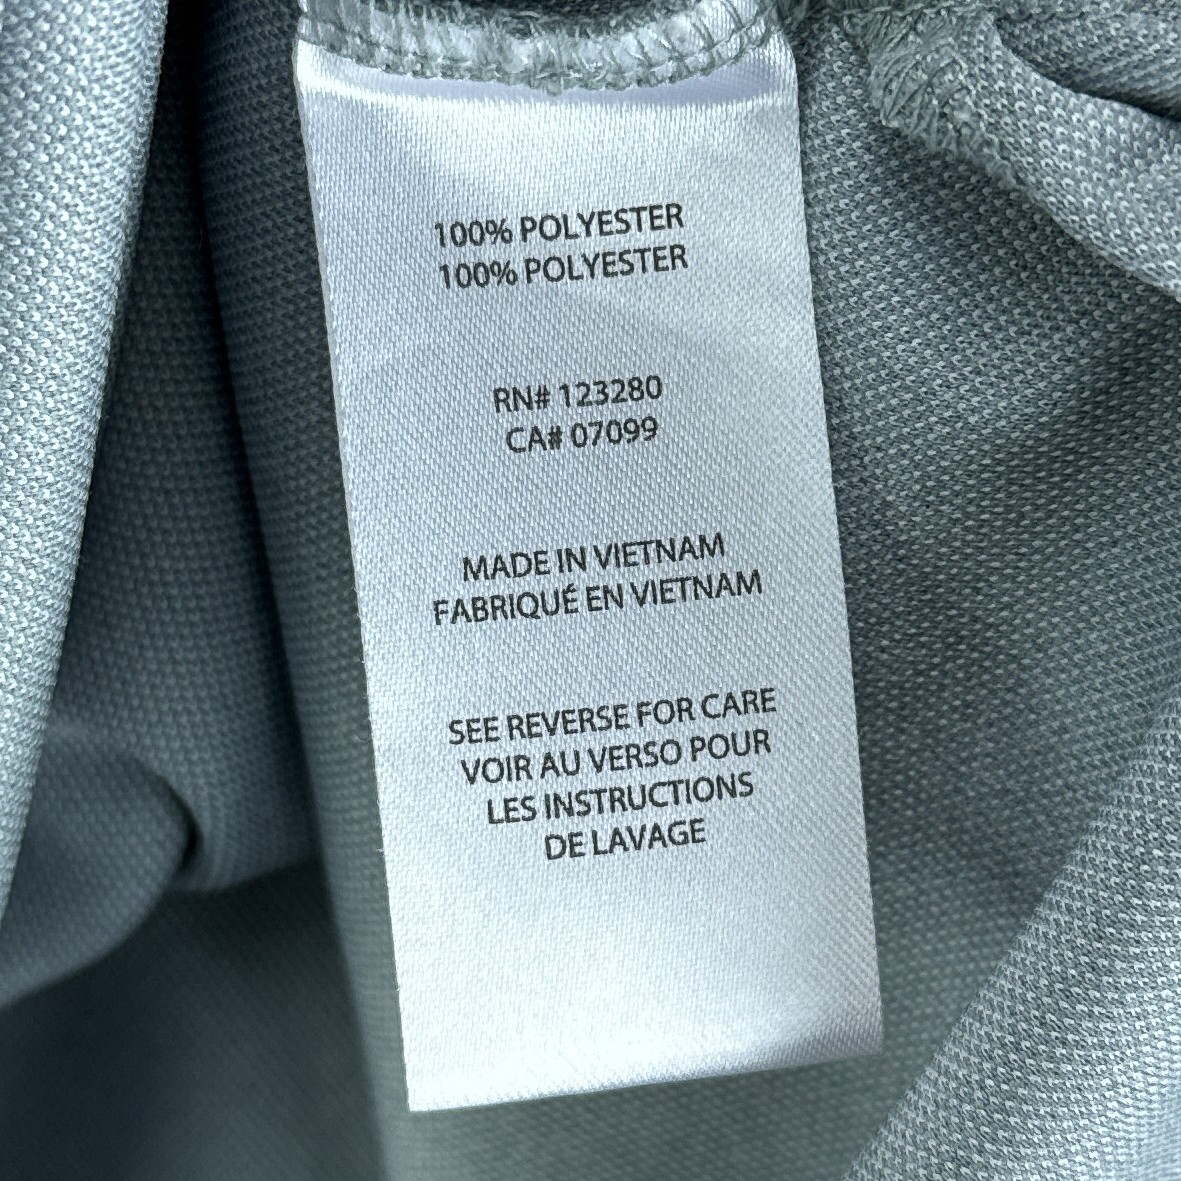 100% POLYESTER
100% POLYESTER
RN# 123280
CA# 07099
MADE IN VIETNAM
FABRIQUÉ EN VIETNAM
SEE REVERSE FOR CARE
VOIR AU VERSO POUR
LES INSTRUCTIONS
DE LAVAGE